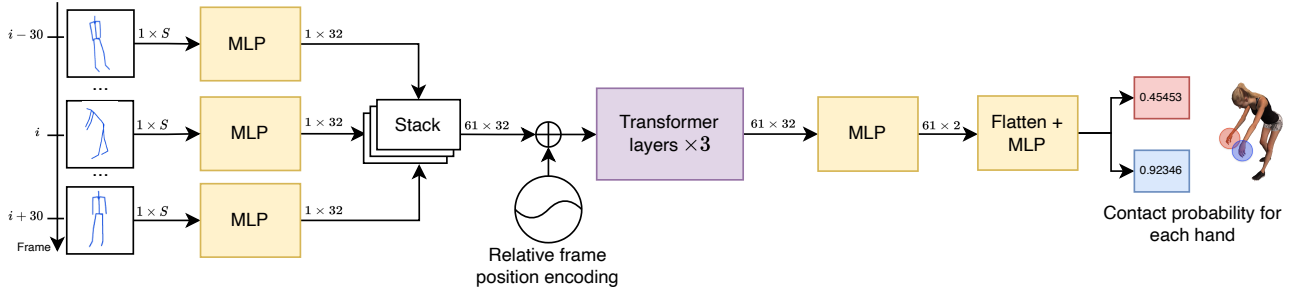 i − 30
1 × S
MLP
1 × 32
...
i
1 × S
MLP
1 × 32
...
i + 30
1 × S
MLP
1 × 32
Frame
Stack
61 × 32
Relative frame
position encoding
Transformer
layers ×3
61 × 32
MLP
61 × 2
Flatten +
MLP
0.45453
0.92346
Contact probability for
each hand